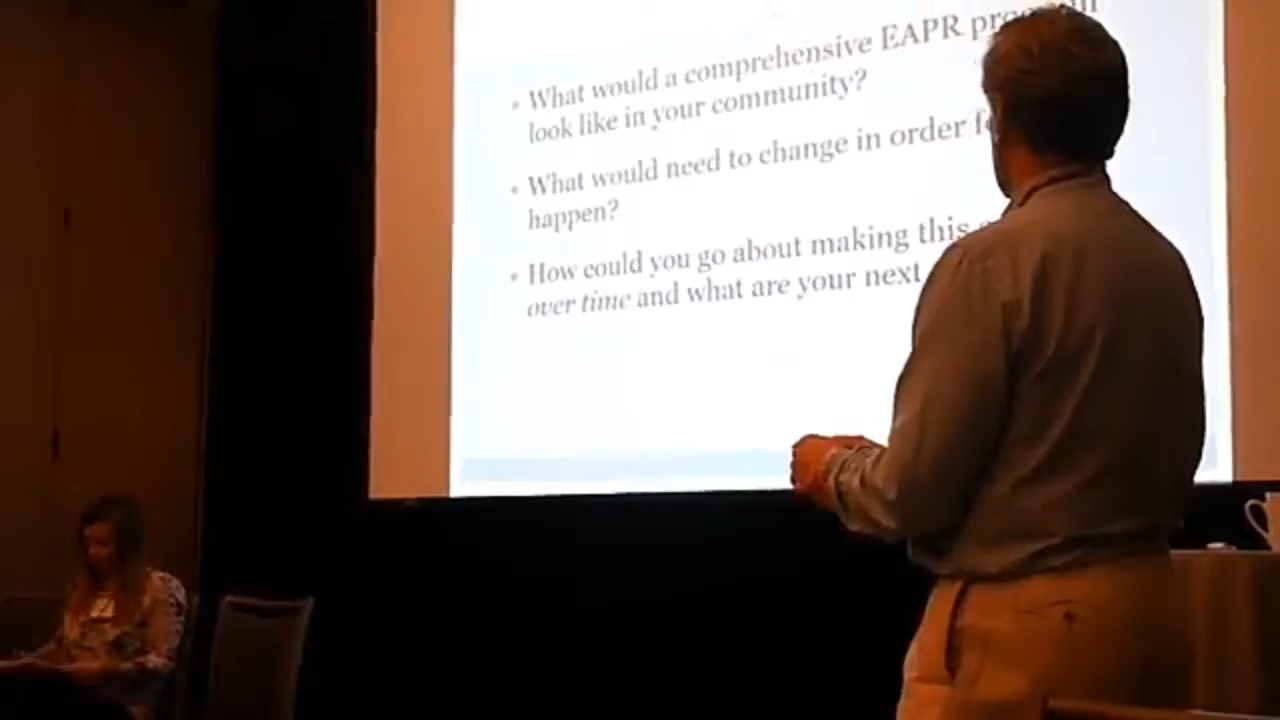 • What would a comprehensive EAPR program
look like in your community?
• What would need to change in order
happen?
• How could you go about making this
over time and what are your next